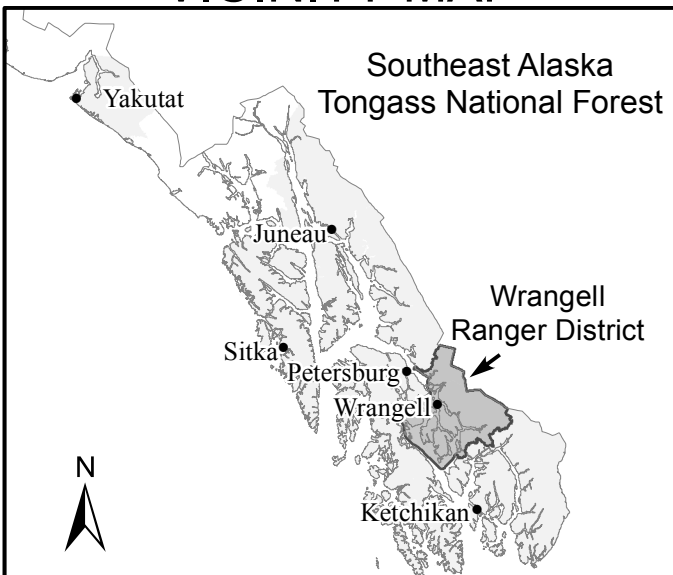 Southeast Alaska
Tongass National Forest
Yakutat
Juneau
Wrangell
Ranger District
Sitka
Petersburg
Wrangell
N
Ketchikan